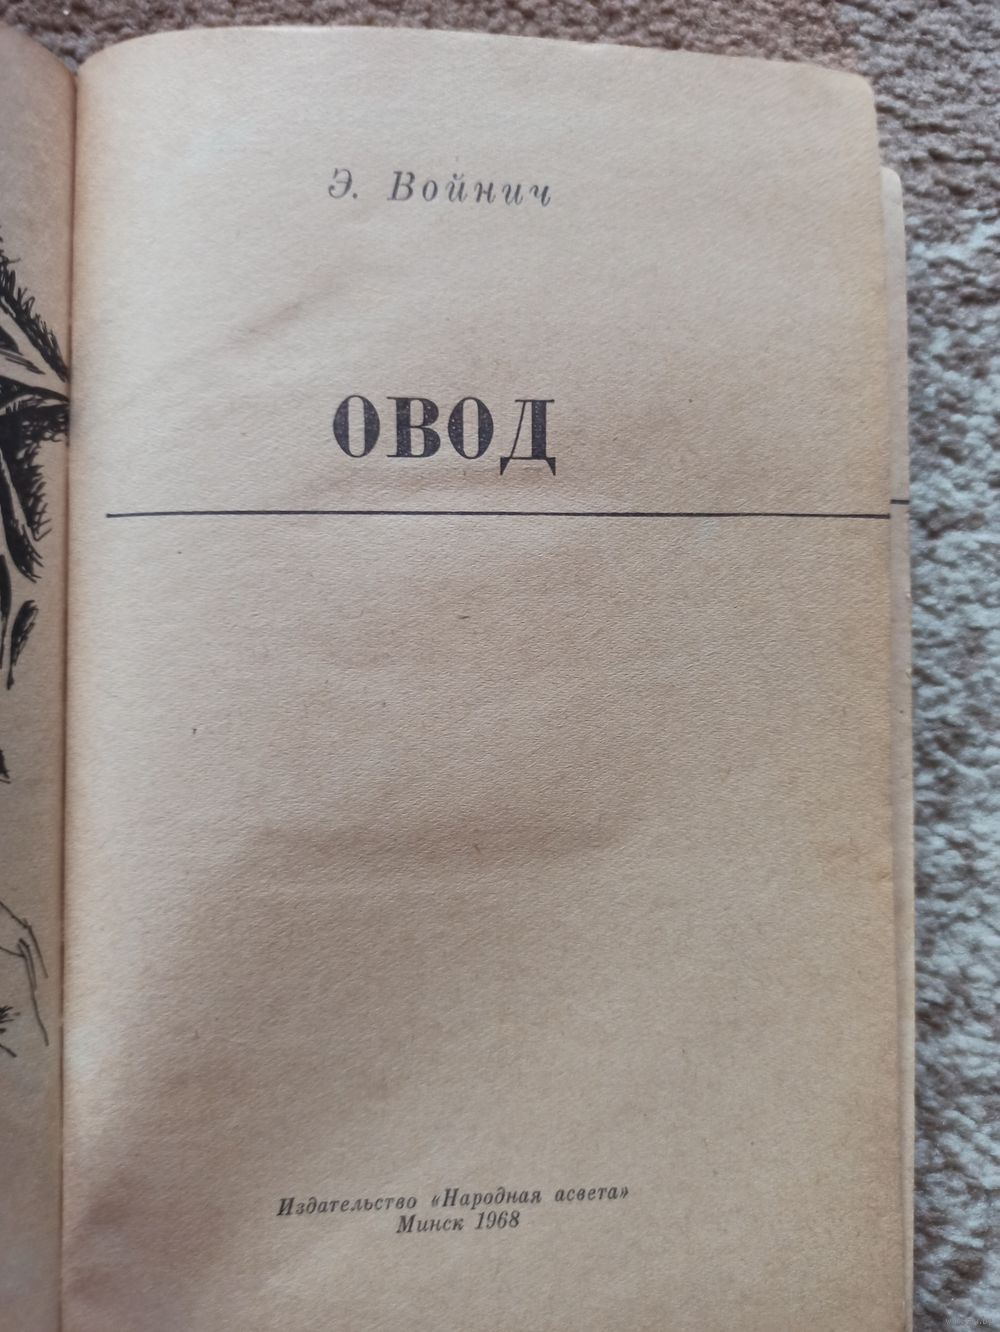 Э. Войнич
ОВОД
Издательство «Народная асвета»
Минск 1968